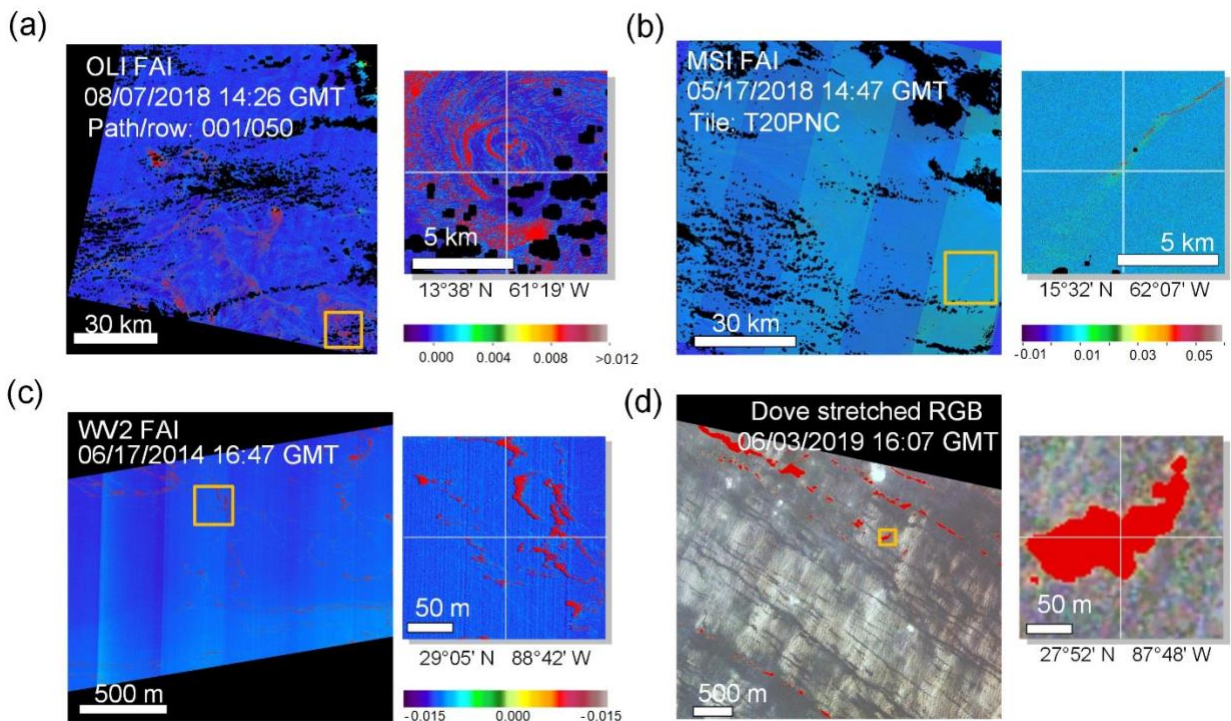 (a)
OLI FAI
08/07/2018 14:26 GMT
Path/row: 001/050
30 km
5 km
13°38' N 61°19' W
0.000 0.004 0.008 >0.012
(b)
MSI FAI
05/17/2018 14:47 GMT
Tile: T20PNC
30 km
5 km
15°32' N 62°07' W
-0.01 0.01 0.03 0.05
(c)
WV2 FAI
06/17/2014 16:47 GMT
500 m
50 m
29°05' N 88°42' W
-0.015 0.000 -0.015
(d)
Dove stretched RGB
06/03/2019 16:07 GMT
500 m
50 m
27°52' N 87°48' W